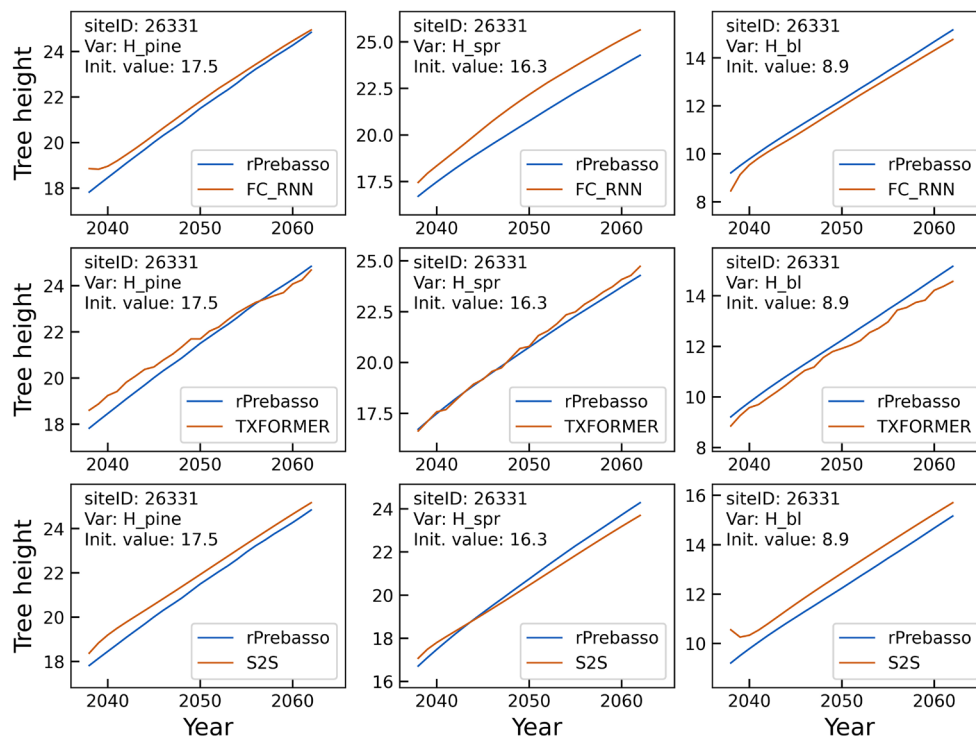 siteID: 26331
Var: H_pine
Init. value: 17.5
24
22
20
18
2040
2050
2060
Tree height
rPrebasso
FC_RNN
siteID: 26331
Var: H_spr
Init. value: 16.3
25.0
22.5
20.0
17.5
2040
2050
2060
rPrebasso
FC_RNN
siteID: 26331
Var: H_bl
Init. value: 8.9
14
12
10
8
2040
2050
2060
rPrebasso
FC_RNN
siteID: 26331
Var: H_pine
Init. value: 17.5
24
22
20
18
2040
2050
2060
Tree height
rPrebasso
TXFORMER
siteID: 26331
Var: H_spr
Init. value: 16.3
25.0
22.5
20.0
17.5
2040
2050
2060
rPrebasso
TXFORMER
siteID: 26331
Var: H_bl
Init. value: 8.9
14
12
10
8
2040
2050
2060
rPrebasso
TXFORMER
siteID: 26331
Var: H_pine
Init. value: 17.5
24
22
20
18
2040
2050
2060
Tree height
Year
rPrebasso
S2S
siteID: 26331
Var: H_spr
Init. value: 16.3
24
22
20
18
16
2040
2050
2060
Year
rPrebasso
S2S
siteID: 26331
Var: H_bl
Init. value: 8.9
16
14
12
10
2040
2050
2060
Year
rPrebasso
S2S